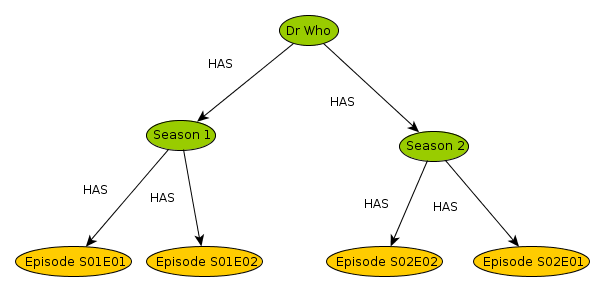 Dr Who
HAS
HAS
Season 1
Season 2
HAS
HAS
HAS
HAS
Episode S01E01
Episode S01E02
Episode S02E02
Episode S02E01